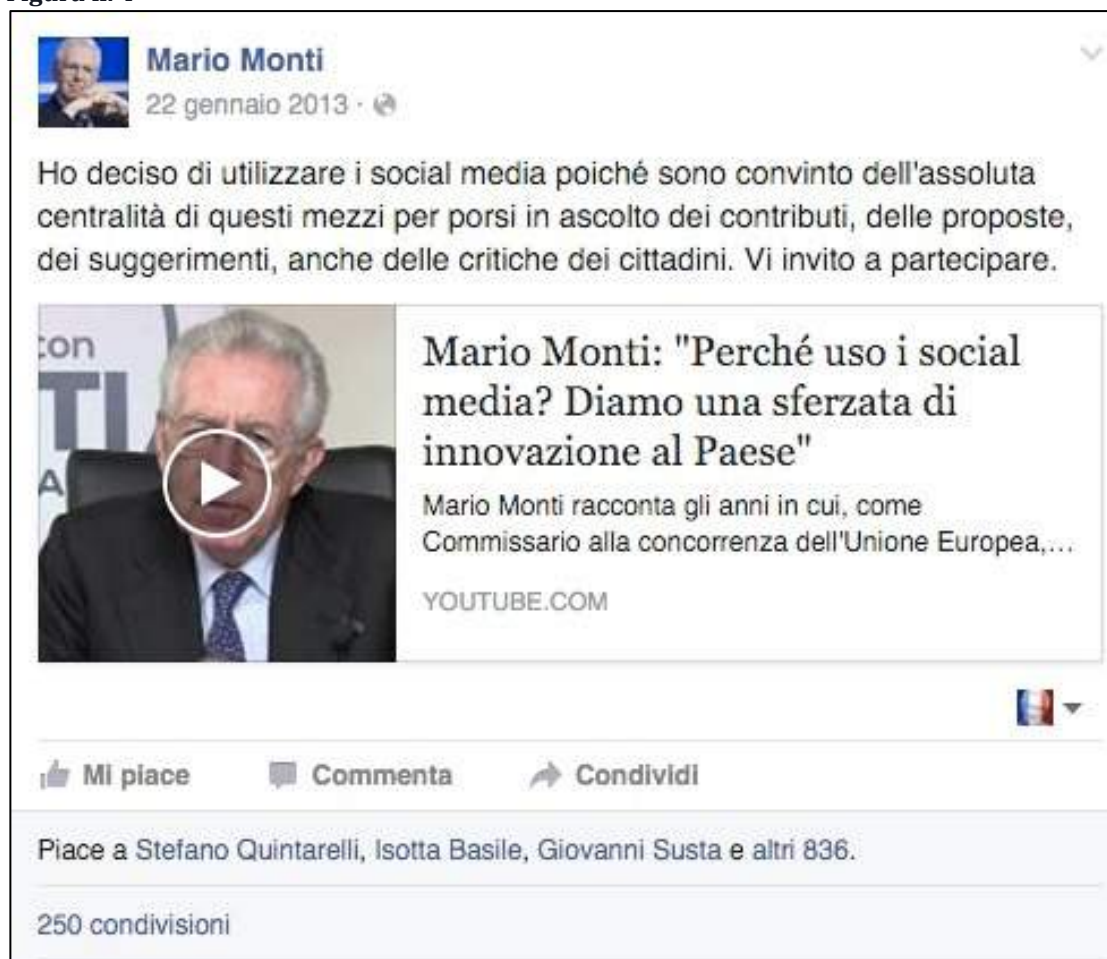 Mario Monti
22 gennaio 2013 ·
Ho deciso di utilizzare i social media poiché sono convinto dell'assoluta
centralità di questi mezzi per porsi in ascolto dei contributi, delle proposte,
dei suggerimenti, anche delle critiche dei cittadini. Vi invito a partecipare.
con
TI
A
Mario Monti: "Perché uso i social
media? Diamo una sferzata di
innovazione al Paese"
Mario Monti racconta gli anni in cui, come
Commissario alla concorrenza dell'Unione Europea,...
YOUTUBE.COM
Mi piace Commenta Condividi
Piace a Stefano Quintarelli, Isotta Basile, Giovanni Susta e altri 836.
250 condivisioni